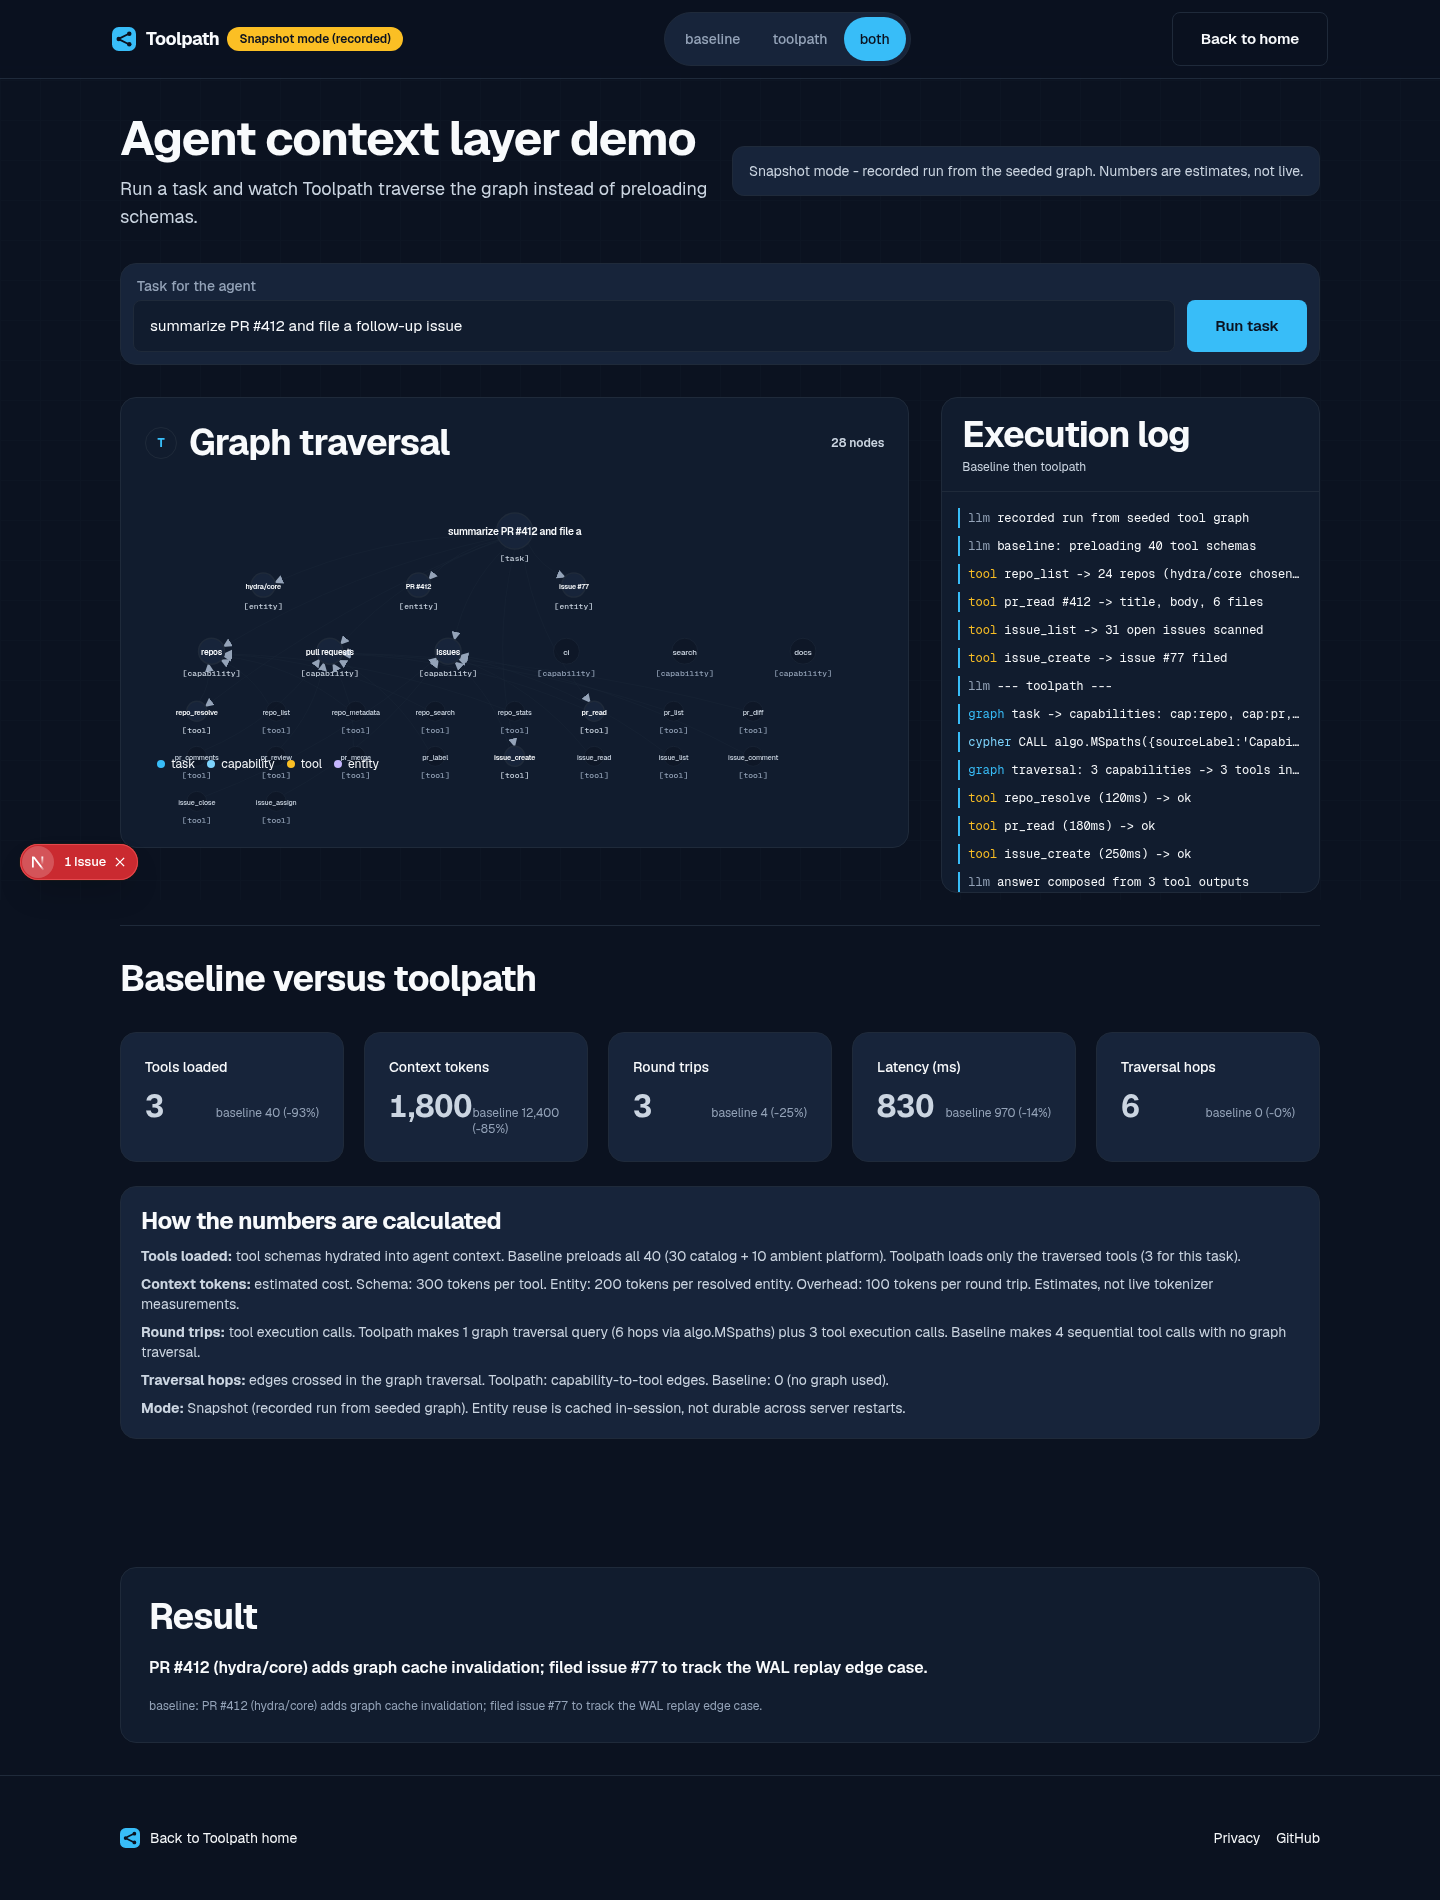 Toolpath
Snapshot mode (recorded)
baseline
toolpath
both
Back to home
Agent context layer demo
Run a task and watch Toolpath traverse the graph instead of preloading
schemas.
Snapshot mode - recorded run from the seeded graph. Numbers are estimates, not live.
Task for the agent
summarize PR #412 and file a follow-up issue
Run task
T
Graph traversal
28 nodes
summarize PR #412 and file a
[task]
hydra/core
PR #412
issue #77
[entity]
[entity]
[entity]
repos
pull requests
issues
ci
search
docs
[capability]
[capability]
[capability]
[capability]
[capability]
[capability]
repo_resolve
repo_list
repo_metadata
repo_search
repo_stats
pr_read
pr_list
pr_diff
[tool]
[tool]
[tool]
[tool]
[tool]
[tool]
[tool]
[tool]
pr_comments
pr_review
pr_merge
pr_label
issue_create
issue_read
issue_list
issue_comment
task
capability
tool
entity
[tool]
[tool]
[tool]
[tool]
[tool]
[tool]
[tool]
[tool]
issue_close
issue_assign
[tool]
[tool]
1 Issue
Execution log
Baseline then toolpath
llm recorded run from seeded tool graph
llm baseline: preloading 40 tool schemas
tool repo_list -> 24 repos (hydra/core chosen…
tool pr_read #412 -> title, body, 6 files
tool issue_list -> 31 open issues scanned
tool issue_create -> issue #77 filed
llm --- toolpath ---
graph task -> capabilities: cap:repo, cap:pr,…
cypher CALL algo.MSpaths({sourceLabel:'Capabi…
graph traversal: 3 capabilities -> 3 tools in…
tool repo_resolve (120ms) -> ok
tool pr_read (180ms) -> ok
tool issue_create (250ms) -> ok
llm answer composed from 3 tool outputs
Baseline versus toolpath
Tools loaded
3
baseline 40 (-93%)
Context tokens
1,800
baseline 12,400
(-85%)
Round trips
3
baseline 4 (-25%)
Latency (ms)
830
baseline 970 (-14%)
Traversal hops
6
baseline 0 (-0%)
How the numbers are calculated
Tools loaded: tool schemas hydrated into agent context. Baseline preloads all 40 (30 catalog + 10 ambient platform). Toolpath loads only the traversed tools (3 for this task).
Context tokens: estimated cost. Schema: 300 tokens per tool. Entity: 200 tokens per resolved entity. Overhead: 100 tokens per round trip. Estimates, not live tokenizer
measurements.
Round trips: tool execution calls. Toolpath makes 1 graph traversal query (6 hops via algo.MSpaths) plus 3 tool execution calls. Baseline makes 4 sequential tool calls with no graph
traversal.
Traversal hops: edges crossed in the graph traversal. Toolpath: capability-to-tool edges. Baseline: 0 (no graph used).
Mode: Snapshot (recorded run from seeded graph). Entity reuse is cached in-session, not durable across server restarts.
Result
PR #412 (hydra/core) adds graph cache invalidation; filed issue #77 to track the WAL replay edge case.
baseline: PR #412 (hydra/core) adds graph cache invalidation; filed issue #77 to track the WAL replay edge case.
Back to Toolpath home
Privacy
GitHub